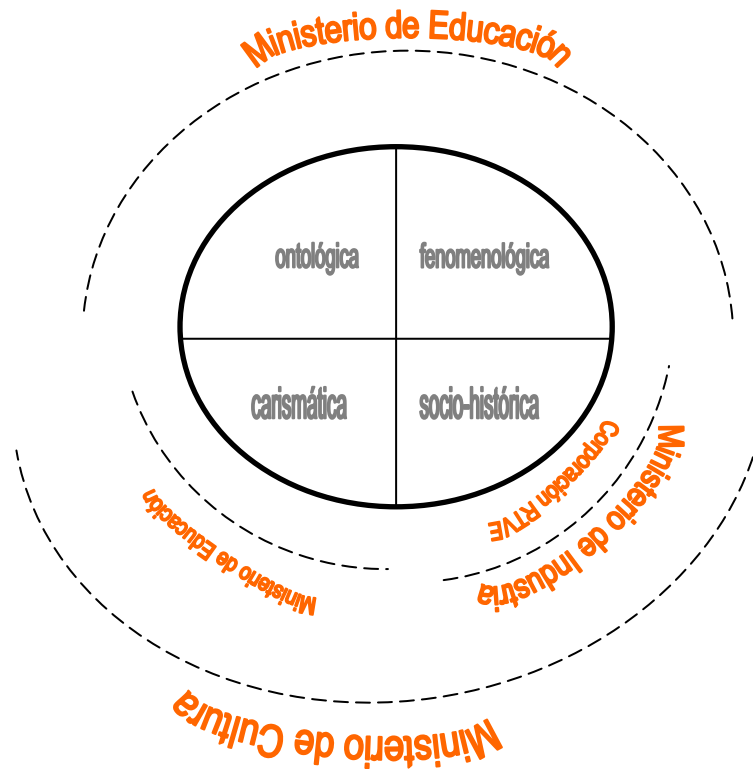 Ministerio de Educación
ontológica
fenomenológica
carismática
socio-histórica
Corporación RTVE
Ministerio de Industria
Ministerio de Educación
Ministerio de Cultura